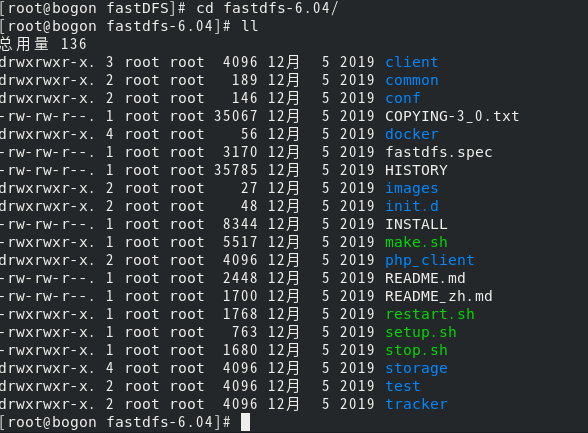 [root@bogon fastDFS]# cd fastdfs-6.04/
[root@bogon fastdfs-6.04]# ll
总用量 136
drwxrwxr-x. 3 root root  4096 12月  5 2019 client
drwxrwxr-x. 2 root root   189 12月  5 2019 common
drwxrwxr-x. 2 root root   146 12月  5 2019 conf
-rw-rw-r--. 1 root root 35067 12月  5 2019 COPYING-3_0.txt
drwxrwxr-x. 4 root root    56 12月  5 2019 docker
-rw-rw-r--. 1 root root  3170 12月  5 2019 fastdfs.spec
-rw-rw-r--. 1 root root 35785 12月  5 2019 HISTORY
drwxrwxr-x. 2 root root    27 12月  5 2019 images
drwxrwxr-x. 2 root root    48 12月  5 2019 init.d
-rw-rw-r--. 1 root root  8344 12月  5 2019 INSTALL
-rwxrwxr-x. 1 root root  5517 12月  5 2019 make.sh
drwxrwxr-x. 2 root root  4096 12月  5 2019 php_client
-rw-rw-r--. 1 root root  2448 12月  5 2019 README.md
-rw-rw-r--. 1 root root  1700 12月  5 2019 README_zh.md
-rwxrwxr-x. 1 root root  1768 12月  5 2019 restart.sh
-rwxrwxr-x. 1 root root   763 12月  5 2019 setup.sh
-rwxrwxr-x. 1 root root  1680 12月  5 2019 stop.sh
drwxrwxr-x. 4 root root  4096 12月  5 2019 storage
drwxrwxr-x. 2 root root  4096 12月  5 2019 test
drwxrwxr-x. 2 root root  4096 12月  5 2019 tracker
[root@bogon fastdfs-6.04]#